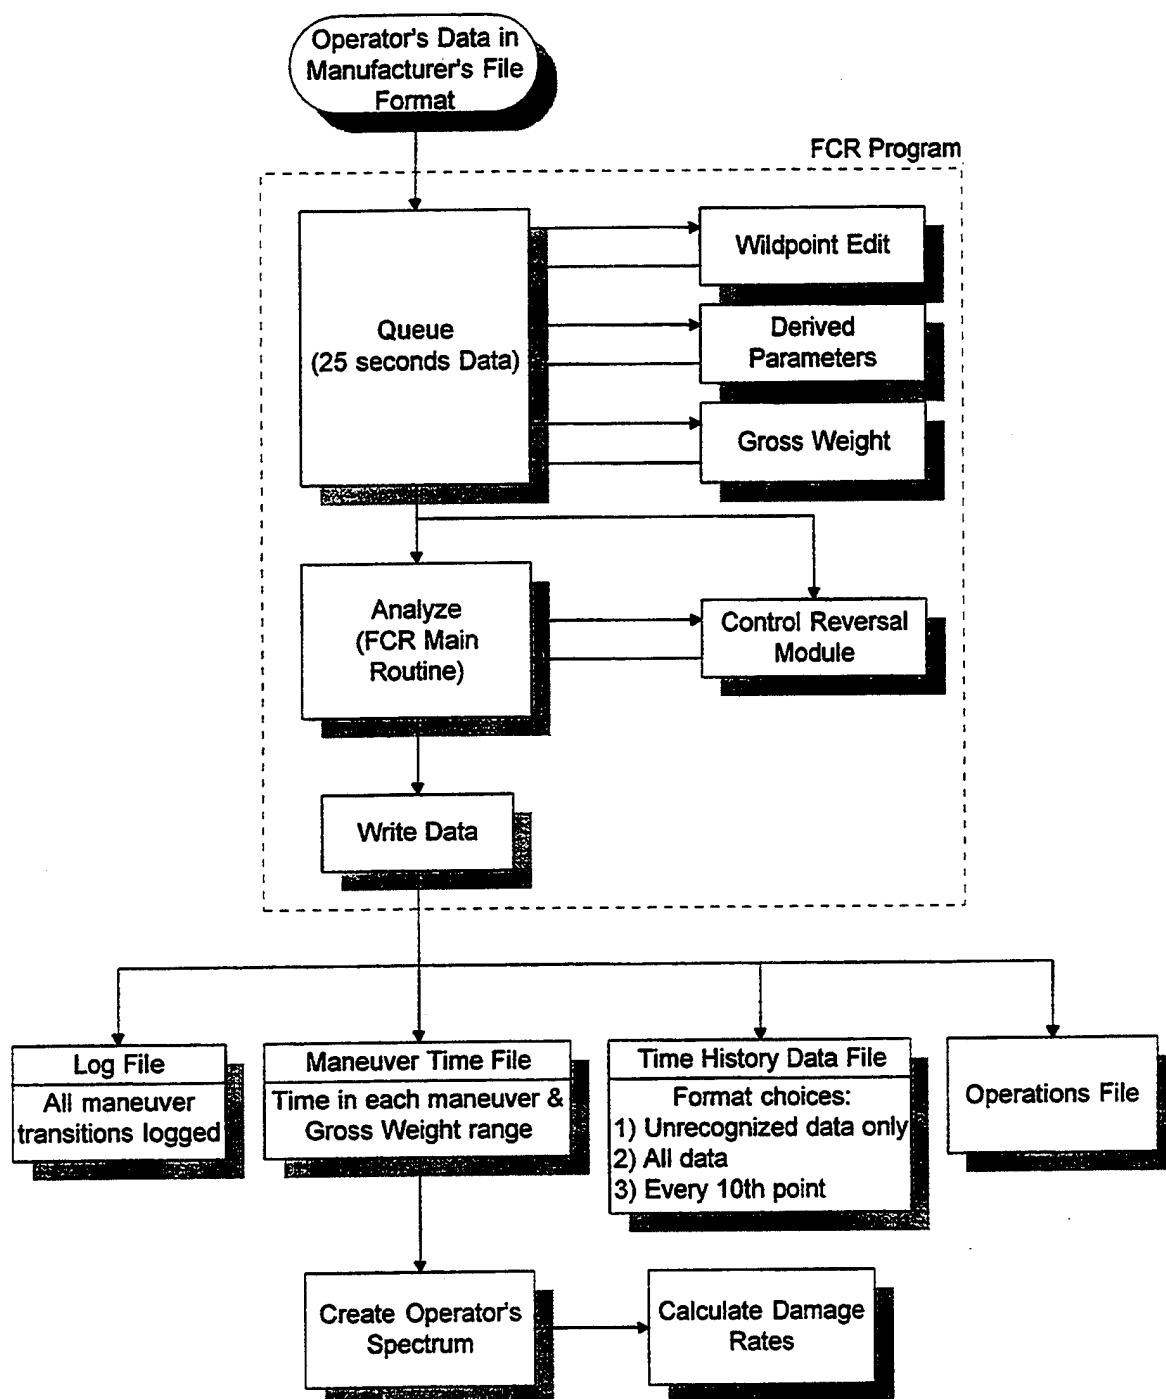 Operator's Data in
Manufacturer's File
Format
FCR Program
Queue
(25 seconds Data)
Wildpoint Edit
Derived
Parameters
Gross Weight
Analyze
(FCR Main
Routine)
Control Reversal
Module
Write Data
Log File
All maneuver
transitions logged
Maneuver Time File
Time in each maneuver &
Gross Weight range
Time History Data File
Format choices:
1) Unrecognized data only
2) All data
3) Every 10th point
Operations File
Create Operator's
Spectrum
Calculate Damage
Rates